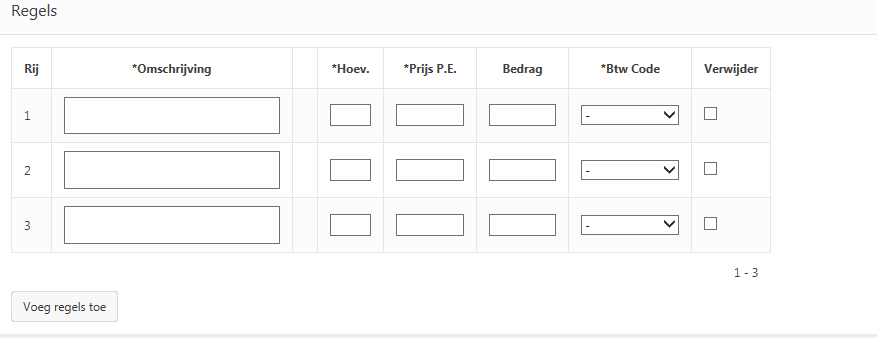 Regels
Rij *Omschrijving *Hoev. *Prijs P.E. Bedrag *Btw Code Verwijder
1 -
2 -
3 -
1 - 3
Voeg regels toe